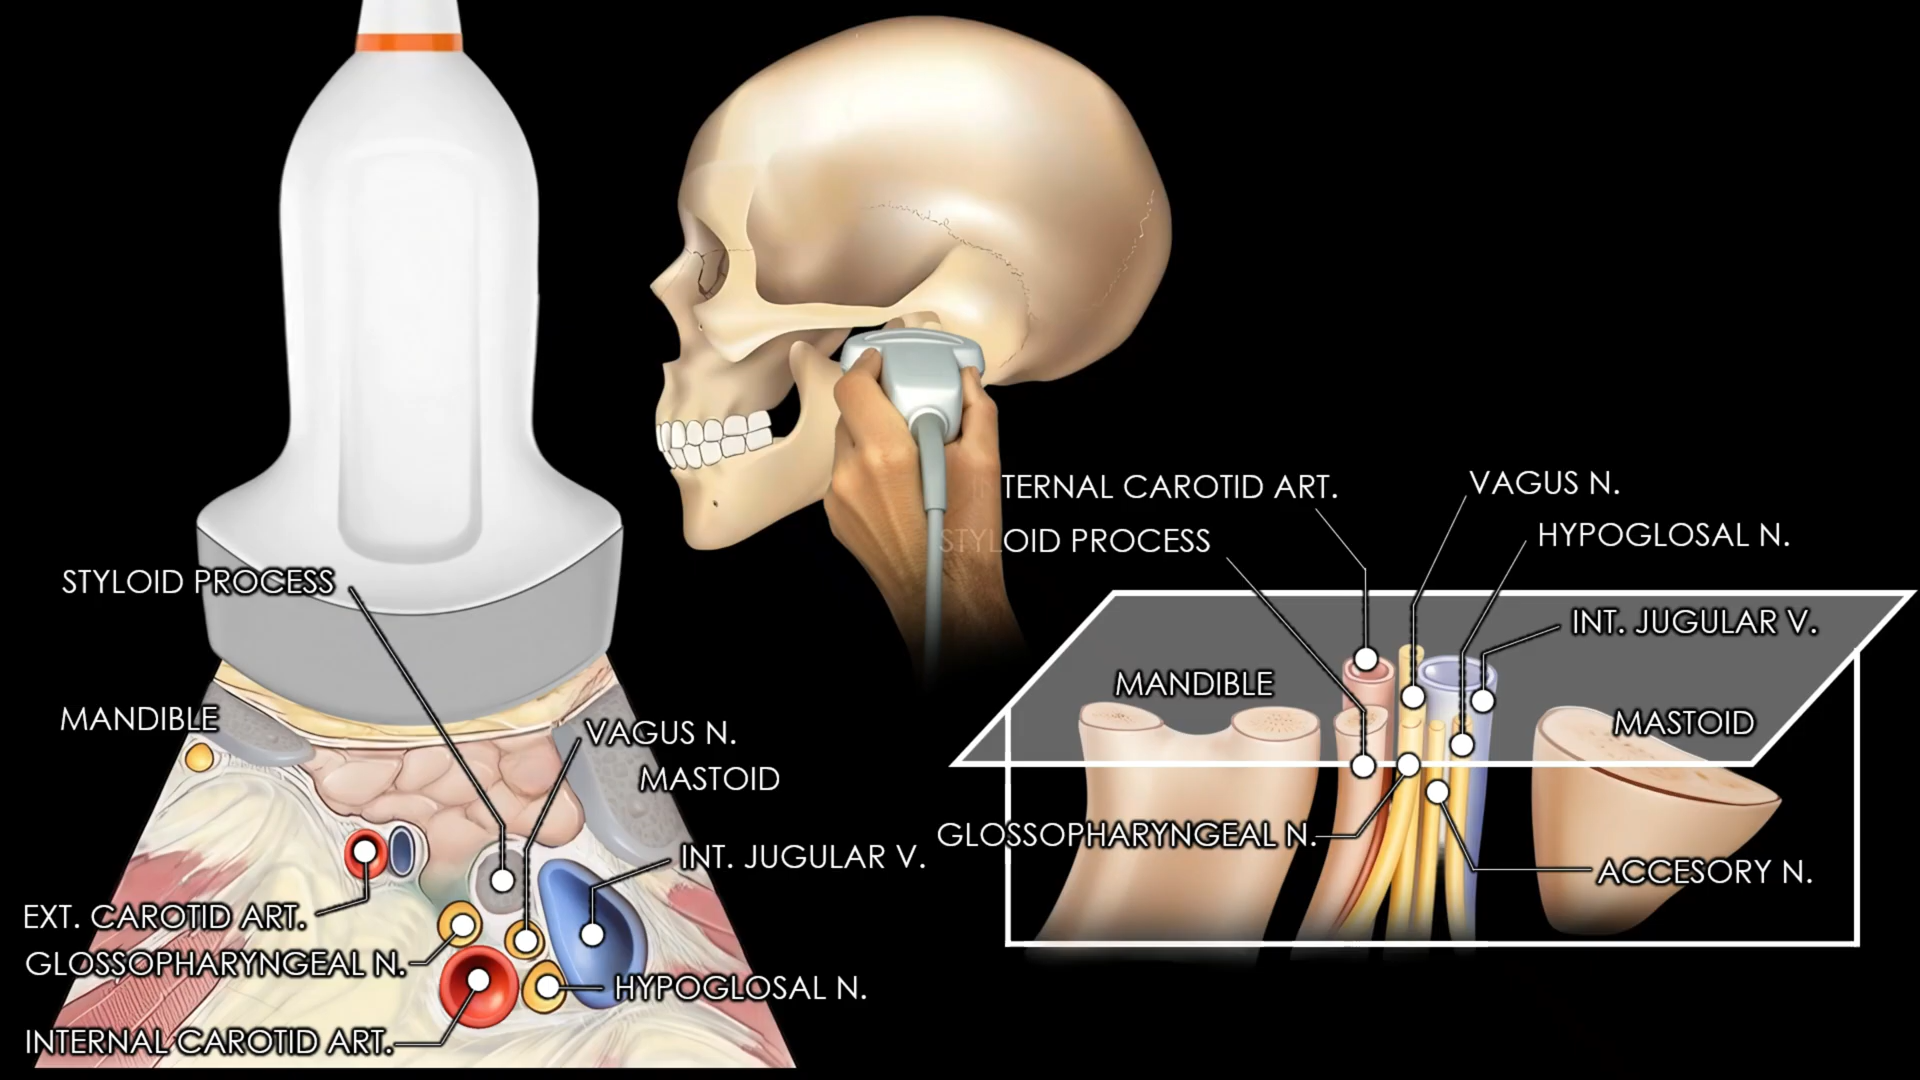 STYLOID PROCESS
MANDIBLE
VAGUS N.
MASTOID
INT. JUGULAR V.
EXT. CAROTID ART.
GLOSSOPHARYNGEAL N.
HYPOGLOSAL N.
INTERNAL CAROTID ART.
INTERNAL CAROTID ART.
VAGUS N.
STYLOID PROCESS
HYPOGLOSAL N.
INT. JUGULAR V.
MANDIBLE
MASTOID
GLOSSOPHARYNGEAL N.
ACCESORY N.